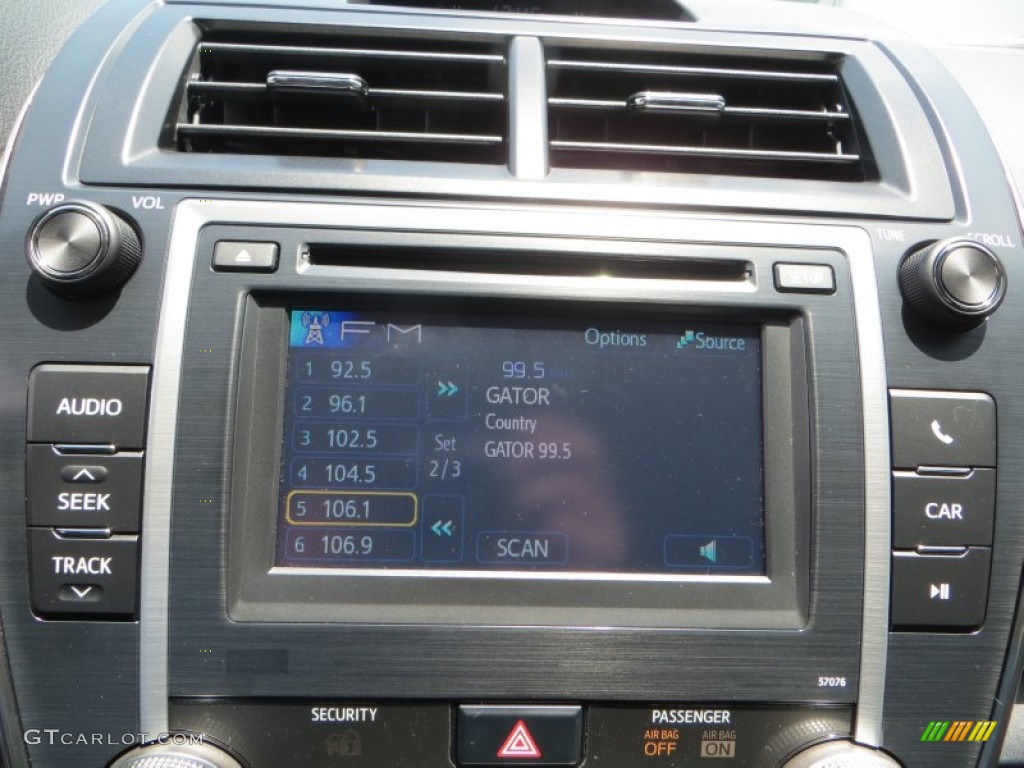 PWR VOL
TUNE SCROLL
SETUP
FM
Options Source
1 92.5
2 96.1
3 102.5
4 104.5
5 106.1
6 106.9
Set
2/3
99.5 MHz
GATOR
Country
GATOR 99.5
SCAN
AUDIO
SEEK
TRACK
CAR
57076
SECURITY
PASSENGER
AIR BAG AIR BAG
OFF ON
GTCARLOT.COM